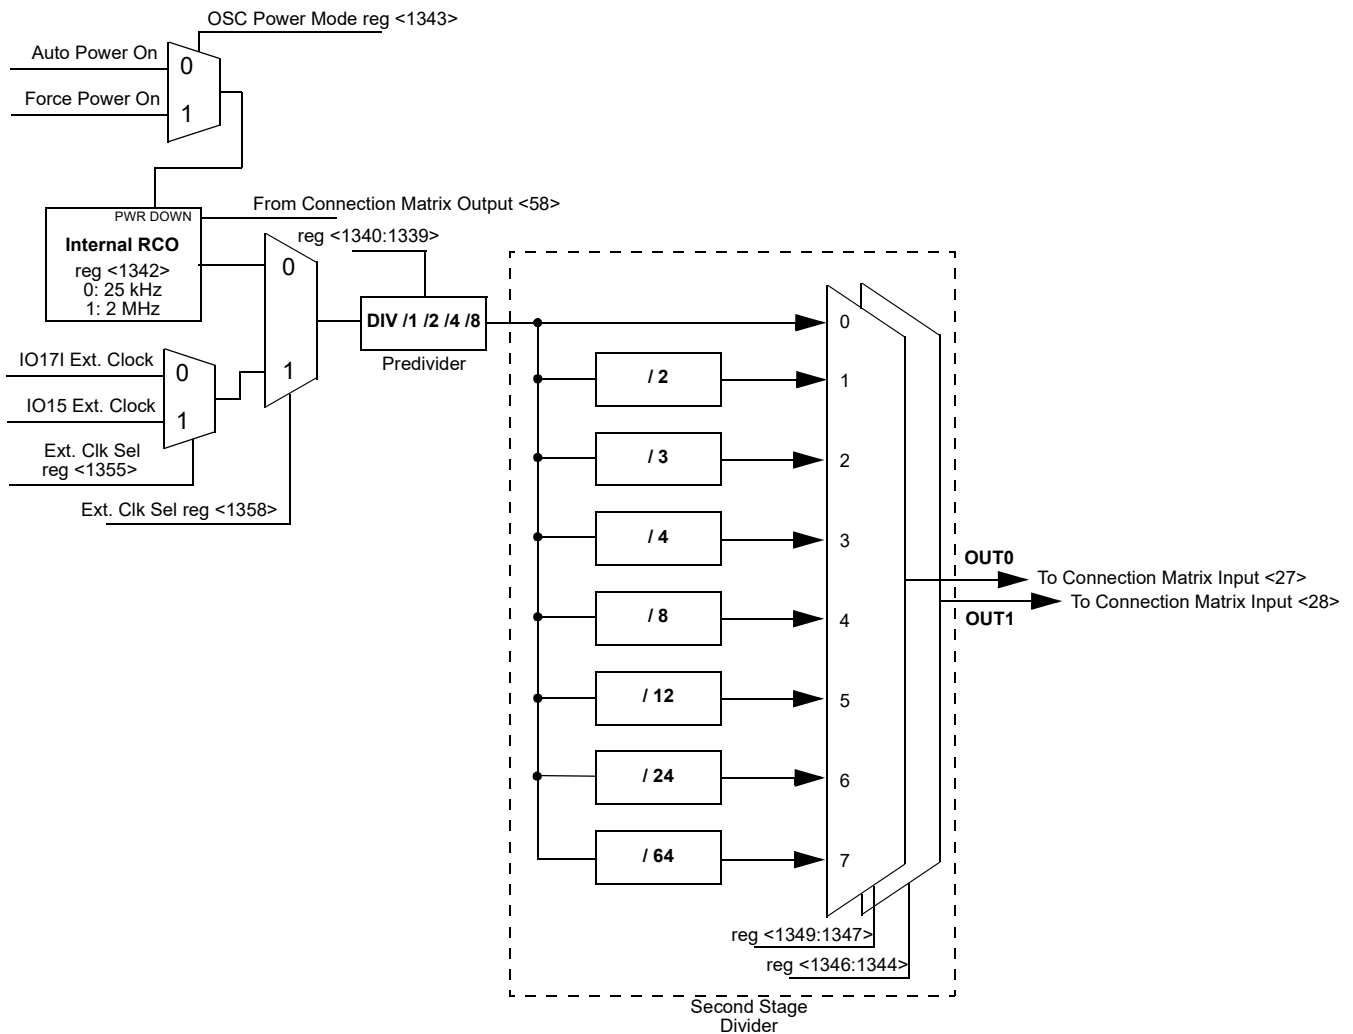 OSC Power Mode reg <1343>
Auto Power On
0
Force Power On
1
PWR DOWN
From Connection Matrix Output <58>
Internal RCO
reg <1342>
0: 25 kHz
1: 2 MHz
reg <1340:1339>
0
DIV /1 /2 /4 /8
Predivider
0
IO17I Ext. Clock
0
1
/ 2
1
IO15 Ext. Clock
1
Ext. Clk Sel
reg <1355>
/ 3
2
Ext. Clk Sel reg <1358>
/ 4
3
OUT0
To Connection Matrix Input <27>
To Connection Matrix Input <28>
OUT1
/ 8
4
/ 12
5
/ 24
6
/ 64
7
reg <1349:1347>
reg <1346:1344>
Second Stage
Divider